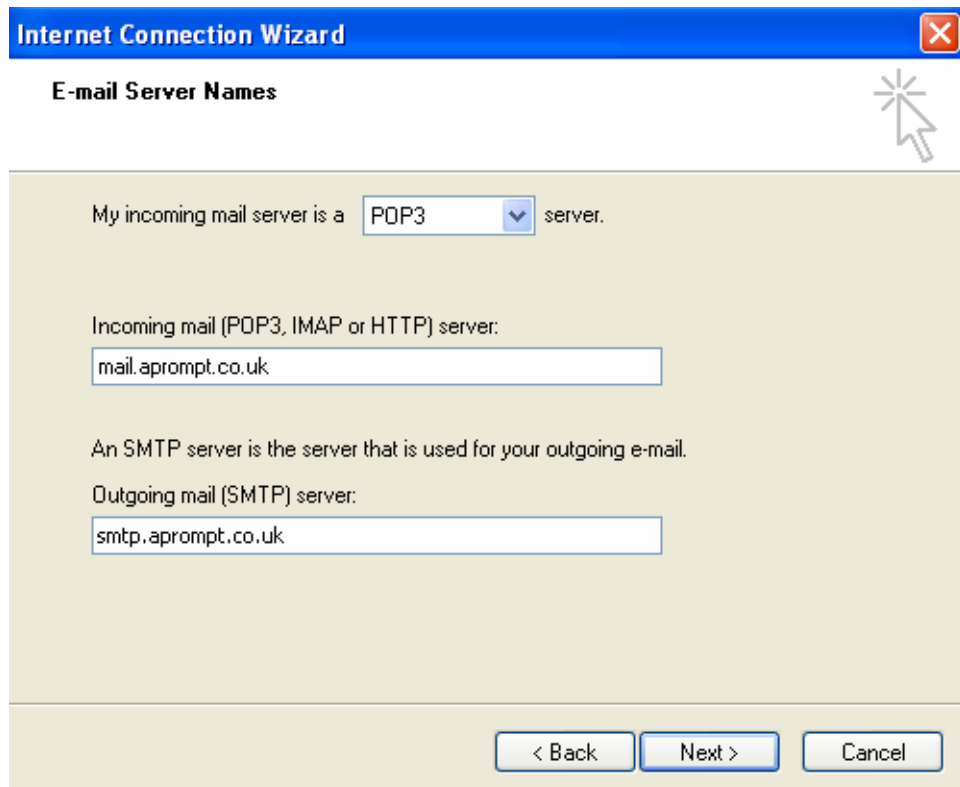 Internet Connection Wizard
E-mail Server Names
My incoming mail server is a POP3 server.
Incoming mail (POP3, IMAP or HTTP) server:
mail.aprompt.co.uk
An SMTP server is the server that is used for your outgoing e-mail.
Outgoing mail (SMTP) server:
smtp.aprompt.co.uk
< Back Next > Cancel